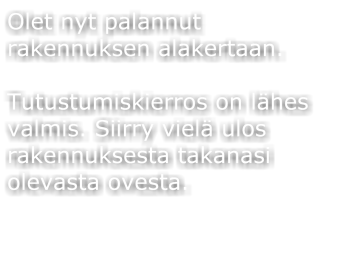 Olet nyt palannut
rakennuksen alakertaan.
Tutustumiskierros on lähes
valmis. Siirry vielä ulos
rakennuksesta takanasi
olevasta ovesta.